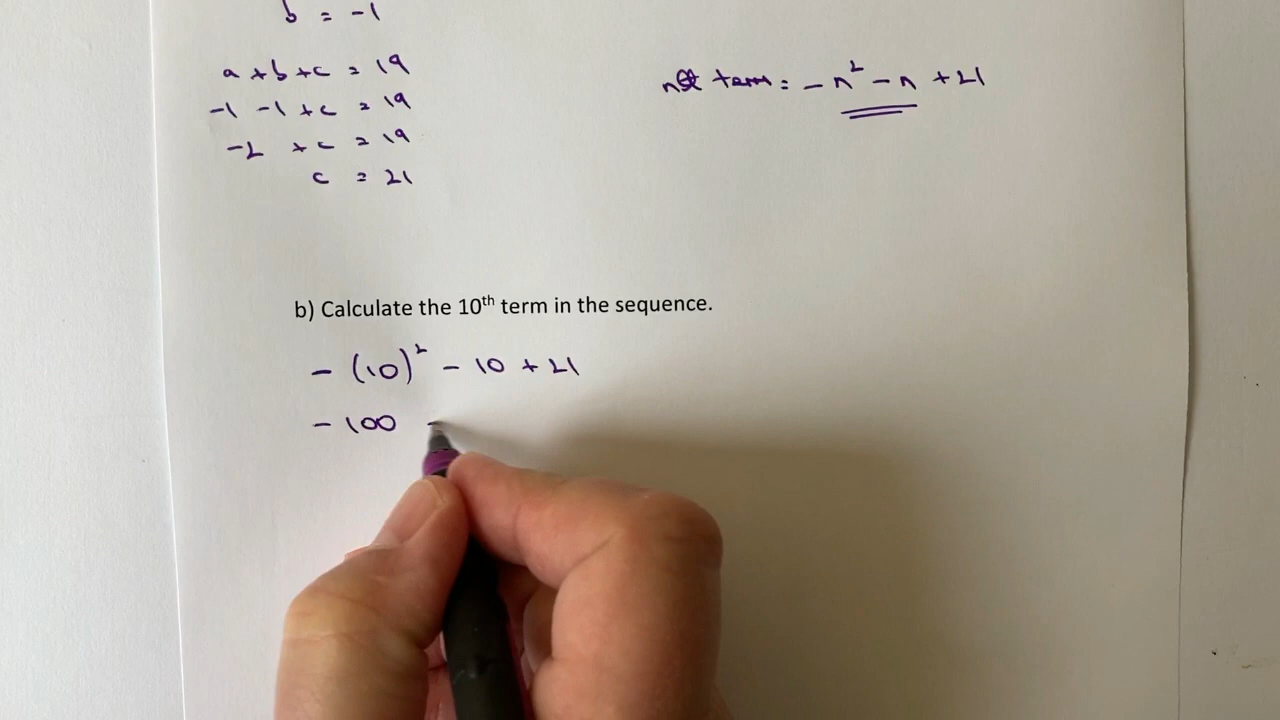 b = -1
a + b + c = 19
-1 -1 + c = 19
-2 + c = 19
c = 21
term = -n² - n + 21
b) Calculate the 10th term in the sequence.
- (10)² - 10 + 21
- 100 -